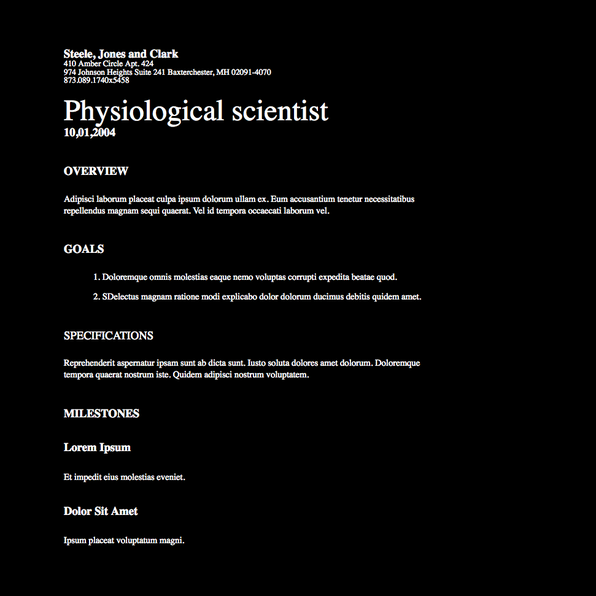 Steele, Jones and Clark
410 Amber Circle Apt. 424
974 Johnson Heights Suite 241 Baxterchester, MH 02091-4070
873.089.1740x5458
Physiological scientist
10,01,2004
OVERVIEW
Adipisci laborum placeat culpa ipsum dolorum ullam ex. Eum accusantium tenetur necessitatibus
repellendus magnam sequi quaerat. Vel id tempora occaecati laborum vel.
GOALS
1. Doloremque omnis molestias eaque nemo voluptas corrupti expedita beatae quod.
2. SDelectus magnam ratione modi explicabo dolor dolorum ducimus debitis quidem amet.
SPECIFICATIONS
Reprehenderit aspernatur ipsam sunt ab dicta sunt. Iusto soluta dolores amet dolorum. Doloremque
tempora quaerat nostrum iste. Quidem adipisci nostrum voluptatem.
MILESTONES
Lorem Ipsum
Et impedit eius molestias eveniet.
Dolor Sit Amet
Ipsum placeat voluptatum magni.